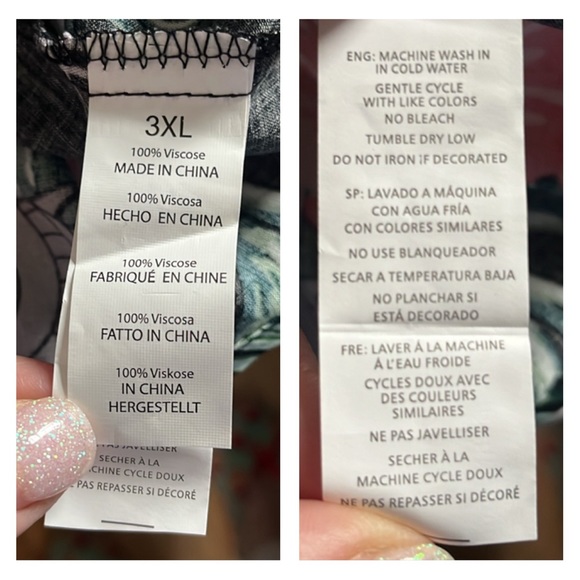 3XL
100% Viscose
MADE IN CHINA
100% Viscosa
HECHO EN CHINA
100% Viscose
FABRIQUÉ EN CHINE
100% Viscosa
FATTO IN CHINA
100% Viskose
IN CHINA
HERGESTELLT
PAS JAVELLISER
SECHER À LA
CHINE CYCLE DOUX
PAS REPASSER SI DÉCORÉ
ENG: MACHINE WASH IN
IN COLD WATER
GENTLE CYCLE
WITH LIKE COLORS
NO BLEACH
TUMBLE DRY LOW
DO NOT IRON IF DECORATED
SP: LAVADO A MÁQUINA
CON AGUA FRÍA
CON COLORES SIMILARES
NO USE BLANQUEADOR
SECAR A TEMPERATURA BAJA
NO PLANCHAR SI
ESTÁ DECORADO
FRE: LAVER À LA MACHINE
À L'EAU FROIDE
CYCLES DOUX AVEC
DES COULEURS
SIMILAIRES
NE PAS JAVELLISER
SECHER À LA
MACHINE CYCLE DOUX
NE PAS REPASSER SI DÉCORÉ